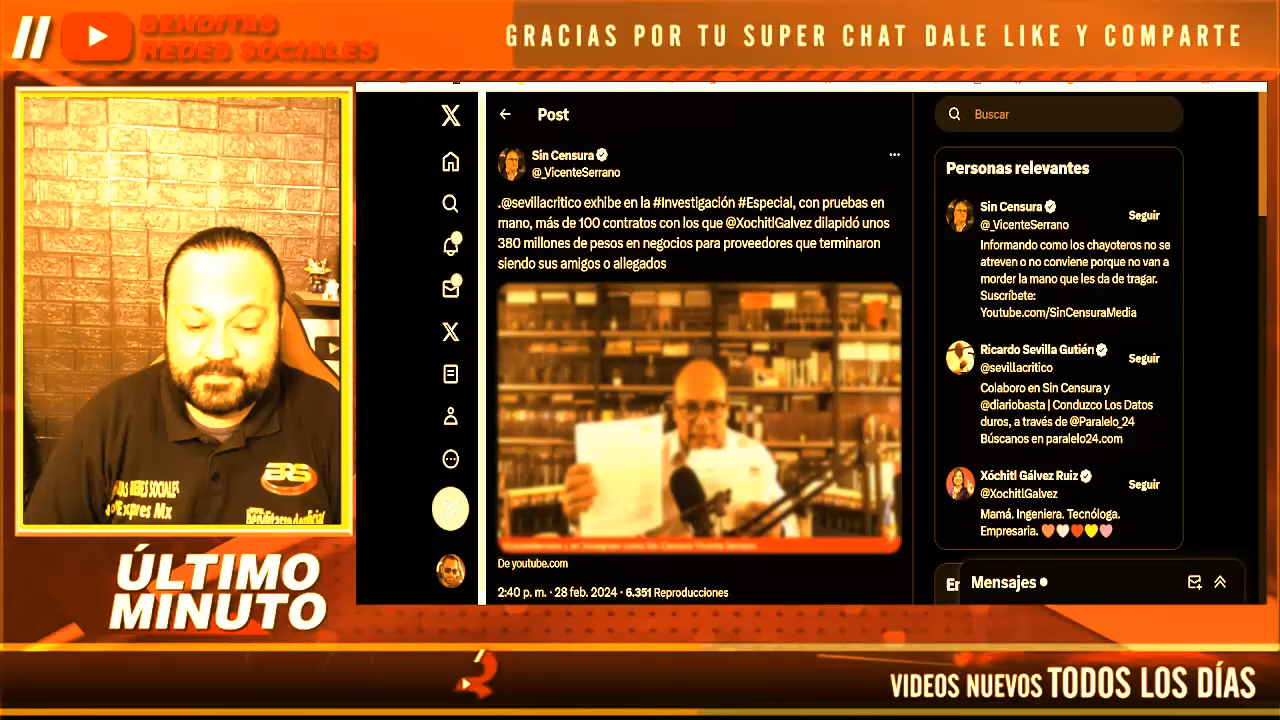 BENDITAS
REDES SOCIALES
GRACIAS POR TU SUPER CHAT DALE LIKE Y COMPARTE
Post
Sin Censura
@_VicenteSerrano
.@sevillacritico exhibe en la #Investigación #Especial, con pruebas en
mano, más de 100 contratos con los que @XochitlGalvez dilapidó unos
380 millones de pesos en negocios para proveedores que terminaron
siendo sus amigos o allegados
De youtube.com
2:40 p. m. · 28 feb. 2024 · 6.351 Reproducciones
Buscar
Personas relevantes
Sin Censura
@_VicenteSerrano
Seguir
Informando como los chayoteros no se
atreven o no conviene porque no van a
morder la mano que les da de tragar.
Suscríbete:
Youtube.com/SinCensuraMedia
Ricardo Sevilla Gutién
@sevillacritico
Seguir
Colaboro en Sin Censura y
@diariobasta | Conduzco Los Datos
duros, a través de @Paralelo_24
Búscanos en paralelo24.com
Xóchitl Gálvez Ruiz
@XochitlGalvez
Seguir
Mamá. Ingeniera. Tecnóloga.
Empresaria.
Mensajes
REDES SOCIALES
Expres Mx
BRS
ÚLTIMO
MINUTO
VIDEOS NUEVOS TODOS LOS DÍAS